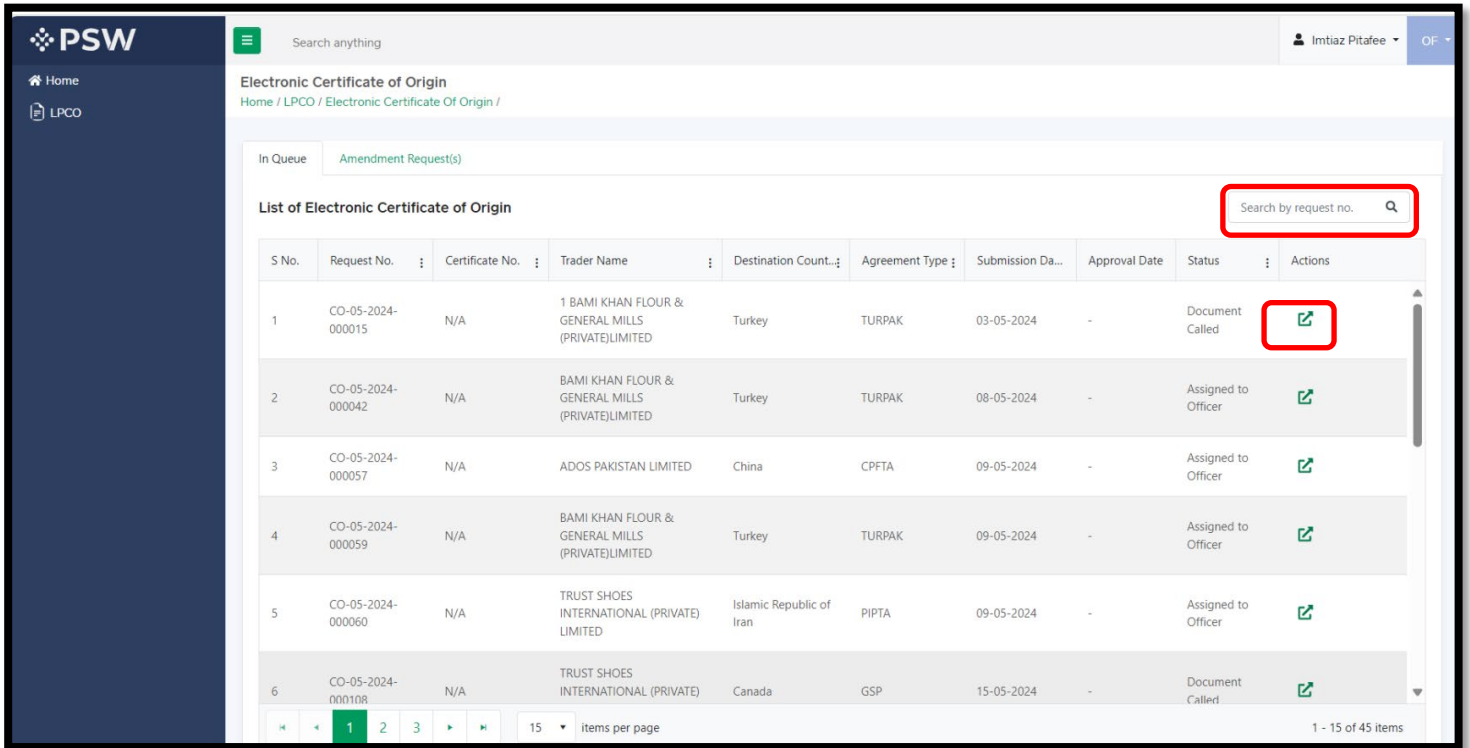 PSW
Search anything
Imtiaz Pitafee
OF
Home
LPCO
Electronic Certificate of Origin
Home / LPCO / Electronic Certificate Of Origin /
In Queue
Amendment Request(s)
List of Electronic Certificate of Origin
Search by request no.
S No. Request No. Certificate No. Trader Name Destination Count... Agreement Type Submission Da... Approval Date Status Actions
1 CO-05-2024-
000015 N/A 1 BAMI KHAN FLOUR &
GENERAL MILLS
(PRIVATE)LIMITED Turkey TURPAK 03-05-2024 - Document
Called
2 CO-05-2024-
000042 N/A BAMI KHAN FLOUR &
GENERAL MILLS
(PRIVATE)LIMITED Turkey TURPAK 08-05-2024 - Assigned to
Officer
3 CO-05-2024-
000057 N/A ADOS PAKISTAN LIMITED China CPFTA 09-05-2024 - Assigned to
Officer
4 CO-05-2024-
000059 N/A BAMI KHAN FLOUR &
GENERAL MILLS
(PRIVATE)LIMITED Turkey TURPAK 09-05-2024 - Assigned to
Officer
5 CO-05-2024-
000060 N/A TRUST SHOES
INTERNATIONAL (PRIVATE)
LIMITED Islamic Republic of
Iran PIPTA 09-05-2024 - Assigned to
Officer
6 CO-05-2024-
000108 N/A TRUST SHOES
INTERNATIONAL (PRIVATE) Canada GSP 15-05-2024 - Document
Called
1 2 3 15 items per page 1 - 15 of 45 items